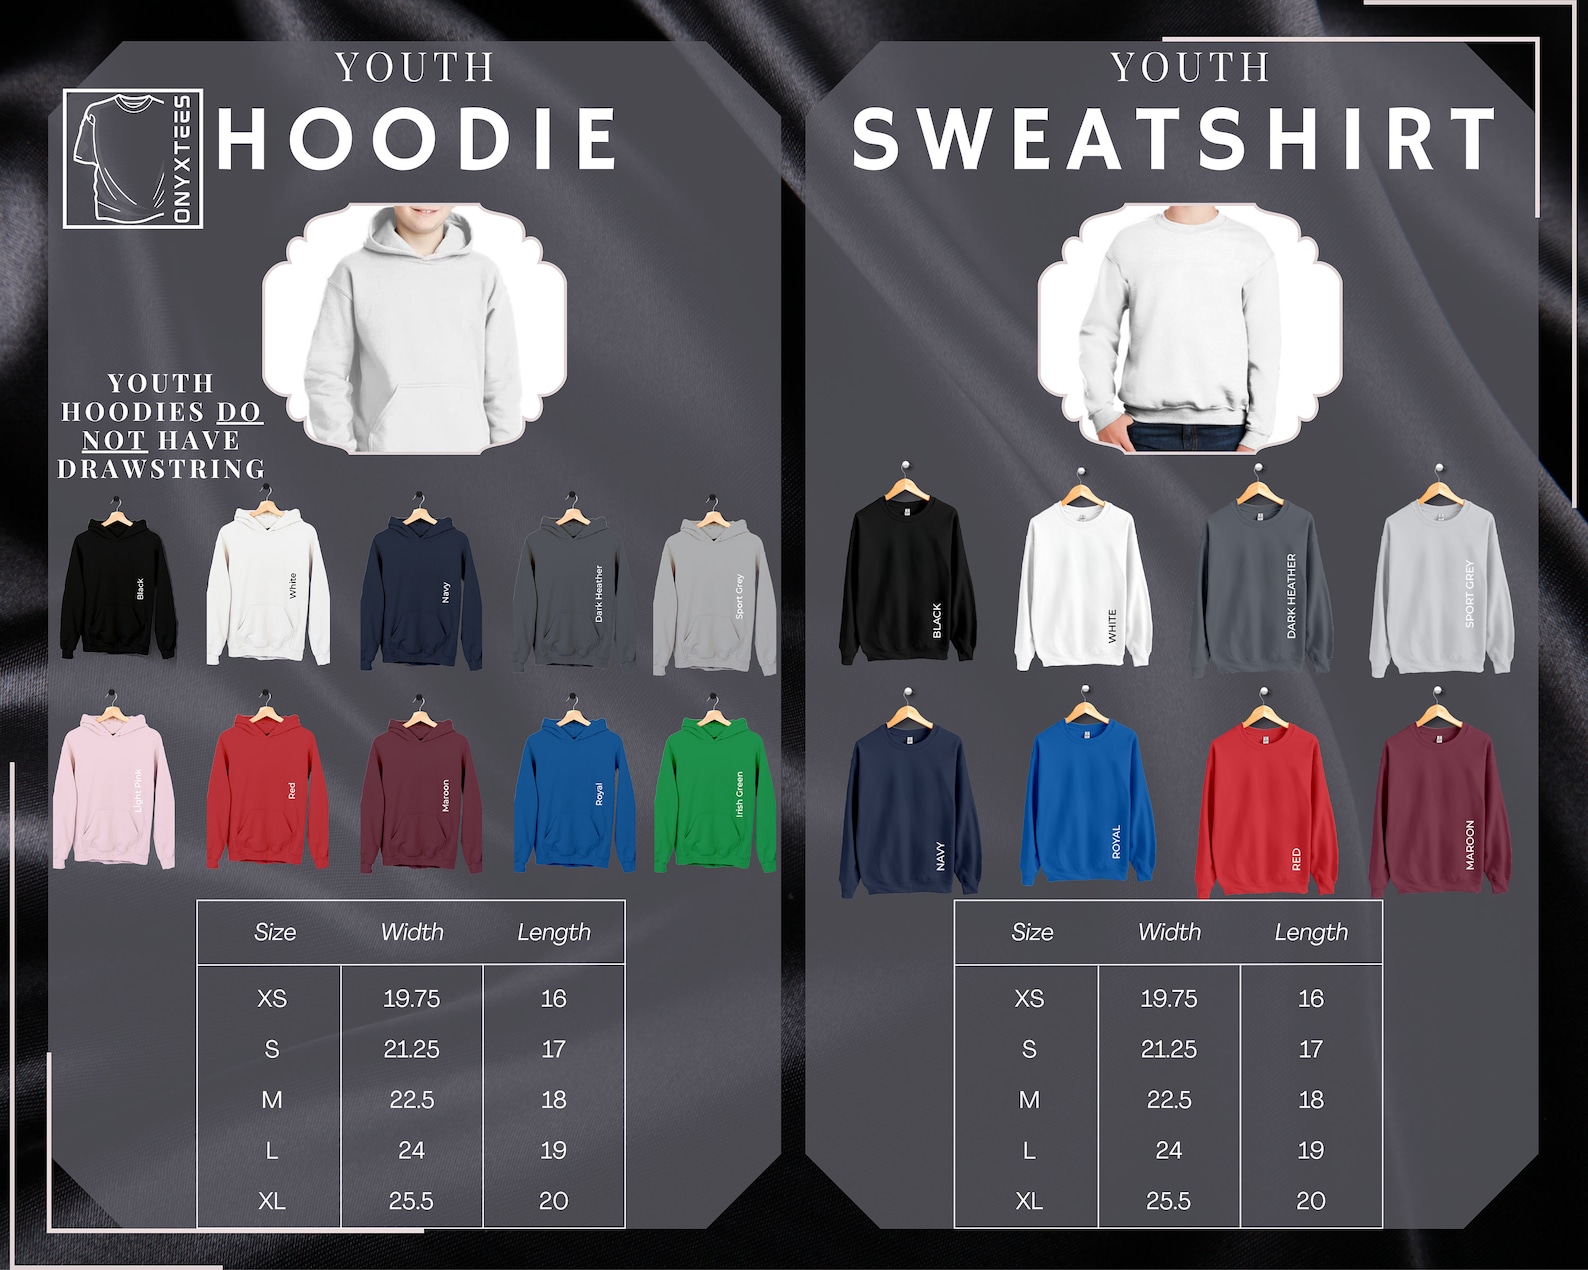 YOUTH
HOODIE
ONYXTEES
YOUTH
HOODIES DO
NOT HAVE
DRAWSTRING
Black
White
Navy
Dark Heather
Sport Grey
Light Pink
Red
Maroon
Royal
Irish Green
Size Width Length
XS 19.75 16
S 21.25 17
M 22.5 18
L 24 19
XL 25.5 20
YOUTH
SWEATSHIRT
BLACK
WHITE
DARK HEATHER
SPORT GREY
NAVY
ROYAL
RED
MAROON
Size Width Length
XS 19.75 16
S 21.25 17
M 22.5 18
L 24 19
XL 25.5 20